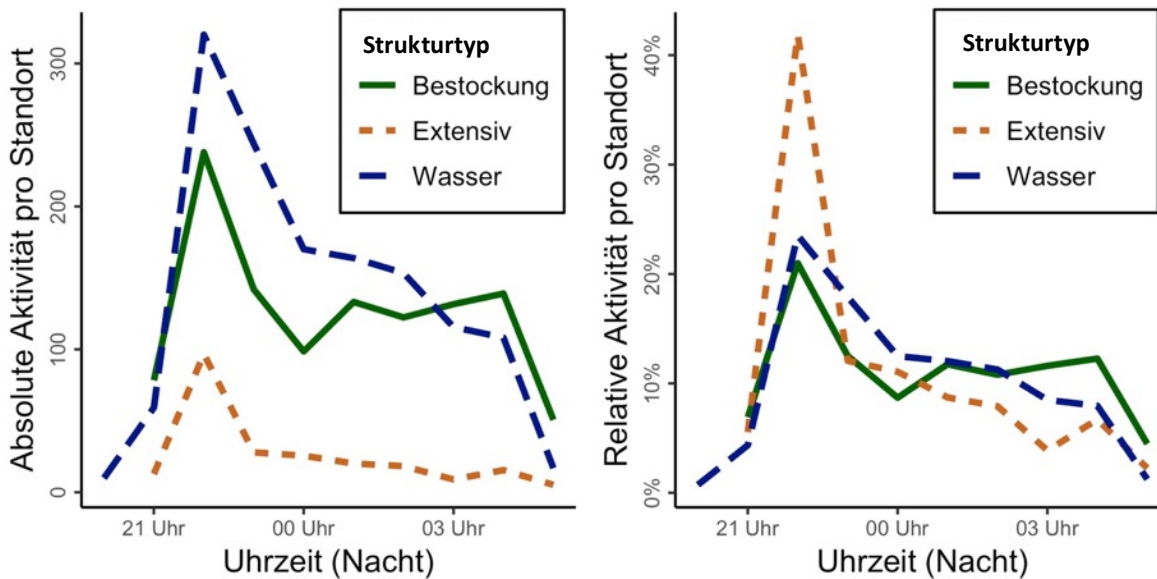 Absolute Aktivität pro Standort
300
200
100
0
Strukturtyp
Bestockung
Extensiv
Wasser
21 Uhr
00 Uhr
03 Uhr
Uhrzeit (Nacht)
Relative Aktivität pro Standort
40%
30%
20%
10%
0%
Strukturtyp
Bestockung
Extensiv
Wasser
21 Uhr
00 Uhr
03 Uhr
Uhrzeit (Nacht)